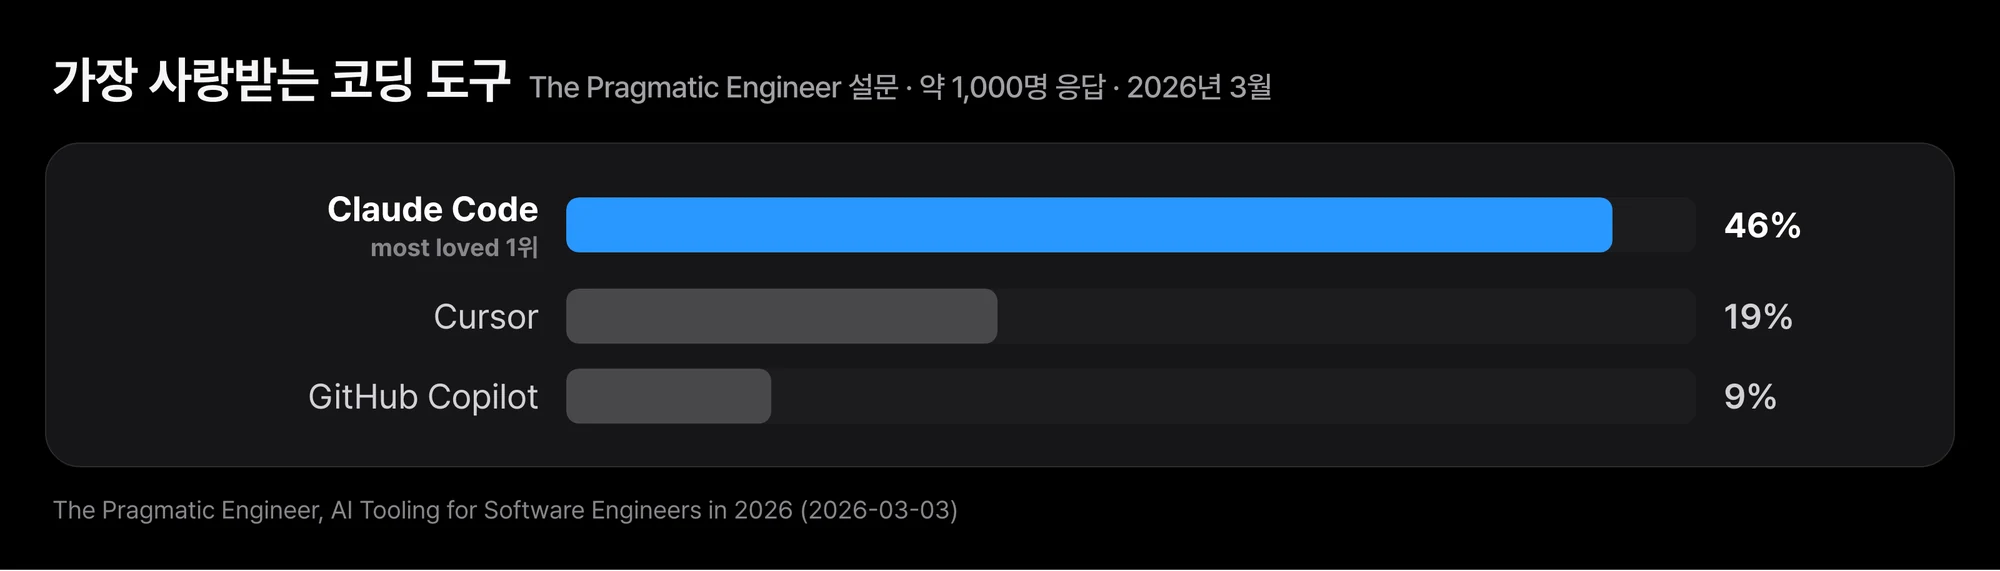 가장 사랑받는 코딩 도구 The Pragmatic Engineer 설문 · 약 1,000명 응답 · 2026년 3월
Claude Code 46%
most loved 1위
Cursor 19%
GitHub Copilot 9%
The Pragmatic Engineer, AI Tooling for Software Engineers in 2026 (2026-03-03)